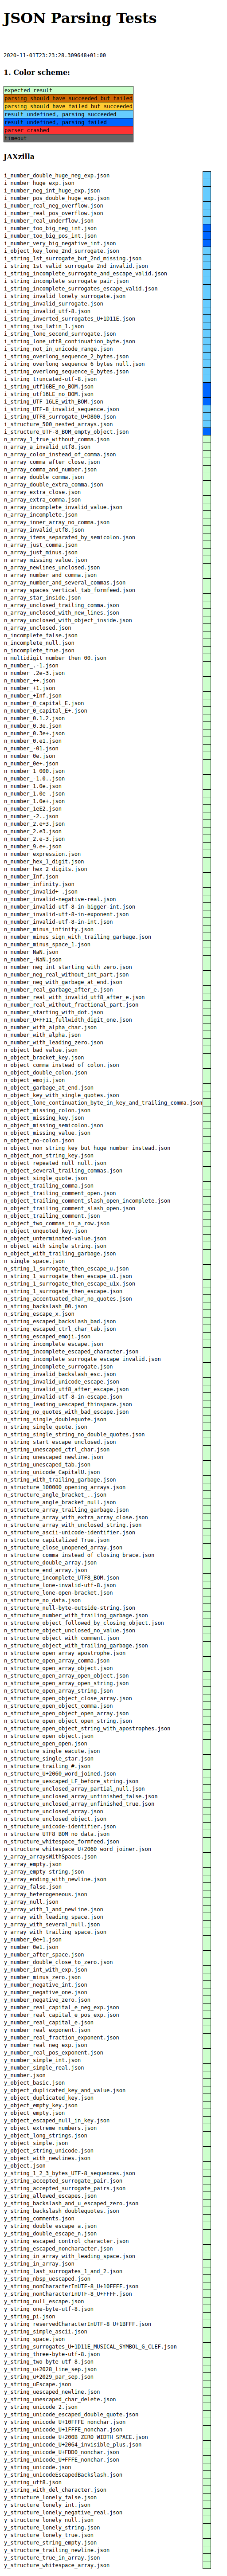 JSON Parsing Tests
2020-11-01T23:23:28.309648+01:00
1. Color scheme:
expected result
parsing should have succeeded but failed
parsing should have failed but succeeded
result undefined, parsing succeeded
result undefined, parsing failed
parser crashed
timeout
JAXzilla
i_number_double_huge_neg_exp.json
i_number_huge_exp.json
i_number_neg_int_huge_exp.json
i_number_pos_double_huge_exp.json
i_number_real_neg_overflow.json
i_number_real_pos_overflow.json
i_number_real_underflow.json
i_number_too_big_neg_int.json
i_number_too_big_pos_int.json
i_number_very_big_negative_int.json
i_object_key_lone_2nd_surrogate.json
i_string_1st_surrogate_but_2nd_missing.json
i_string_1st_valid_surrogate_2nd_invalid.json
i_string_incomplete_surrogate_and_escape_valid.json
i_string_incomplete_surrogate_pair.json
i_string_incomplete_surrogates_escape_valid.json
i_string_invalid_lonely_surrogate.json
i_string_invalid_surrogate.json
i_string_invalid_utf-8.json
i_string_inverted_surrogates_U+1D11E.json
i_string_iso_latin_1.json
i_string_lone_second_surrogate.json
i_string_lone_utf8_continuation_byte.json
i_string_not_in_unicode_range.json
i_string_overlong_sequence_2_bytes.json
i_string_overlong_sequence_6_bytes_null.json
i_string_overlong_sequence_6_bytes.json
i_string_truncated-utf-8.json
i_string_utf16BE_no_BOM.json
i_string_utf16LE_no_BOM.json
i_string_UTF-16LE_with_BOM.json
i_string_UTF-8_invalid_sequence.json
i_string_UTF8_surrogate_U+D800.json
i_structure_500_nested_arrays.json
i_structure_UTF-8_BOM_empty_object.json
n_array_1_true_without_comma.json
n_array_a_invalid_utf8.json
n_array_colon_instead_of_comma.json
n_array_comma_after_close.json
n_array_comma_and_number.json
n_array_double_comma.json
n_array_double_extra_comma.json
n_array_extra_close.json
n_array_extra_comma.json
n_array_incomplete_invalid_value.json
n_array_incomplete.json
n_array_inner_array_no_comma.json
n_array_invalid_utf8.json
n_array_items_separated_by_semicolon.json
n_array_just_comma.json
n_array_just_minus.json
n_array_missing_value.json
n_array_newlines_unclosed.json
n_array_number_and_comma.json
n_array_number_and_several_commas.json
n_array_spaces_vertical_tab_formfeed.json
n_array_star_inside.json
n_array_unclosed_trailing_comma.json
n_array_unclosed_with_new_lines.json
n_array_unclosed_with_object_inside.json
n_array_unclosed.json
n_incomplete_false.json
n_incomplete_null.json
n_incomplete_true.json
n_multidigit_number_then_00.json
n_number_.-1.json
n_number_.2e-3.json
n_number_++.json
n_number_+1.json
n_number_+Inf.json
n_number_0_capital_E.json
n_number_0_capital_E+.json
n_number_0.1.2.json
n_number_0.3e.json
n_number_0.3e+.json
n_number_0.e1.json
n_number_-01.json
n_number_0e.json
n_number_0e+.json
n_number_1_000.json
n_number_-1.0..json
n_number_1.0e.json
n_number_1.0e-.json
n_number_1.0e+.json
n_number_1eE2.json
n_number_-2..json
n_number_2.e+3.json
n_number_2.e3.json
n_number_2.e-3.json
n_number_9.e+.json
n_number_expression.json
n_number_hex_1_digit.json
n_number_hex_2_digits.json
n_number_Inf.json
n_number_infinity.json
n_number_invalid+-.json
n_number_invalid-negative-real.json
n_number_invalid-utf-8-in-bigger-int.json
n_number_invalid-utf-8-in-exponent.json
n_number_invalid-utf-8-in-int.json
n_number_minus_infinity.json
n_number_minus_sign_with_trailing_garbage.json
n_number_minus_space_1.json
n_number_NaN.json
n_number_-NaN.json
n_number_neg_int_starting_with_zero.json
n_number_neg_real_without_int_part.json
n_number_neg_with_garbage_at_end.json
n_number_real_garbage_after_e.json
n_number_real_with_invalid_utf8_after_e.json
n_number_real_without_fractional_part.json
n_number_starting_with_dot.json
n_number_U+FF11_fullwidth_digit_one.json
n_number_with_alpha_char.json
n_number_with_alpha.json
n_number_with_leading_zero.json
n_object_bad_value.json
n_object_bracket_key.json
n_object_comma_instead_of_colon.json
n_object_double_colon.json
n_object_emoji.json
n_object_garbage_at_end.json
n_object_key_with_single_quotes.json
n_object_lone_continuation_byte_in_key_and_trailing_comma.json
n_object_missing_colon.json
n_object_missing_key.json
n_object_missing_semicolon.json
n_object_missing_value.json
n_object_no-colon.json
n_object_non_string_key_but_huge_number_instead.json
n_object_non_string_key.json
n_object_repeated_null_null.json
n_object_several_trailing_commas.json
n_object_single_quote.json
n_object_trailing_comma.json
n_object_trailing_comment_open.json
n_object_trailing_comment_slash_open_incomplete.json
n_object_trailing_comment_slash_open.json
n_object_trailing_comment.json
n_object_two_commas_in_a_row.json
n_object_unquoted_key.json
n_object_unterminated-value.json
n_object_with_single_string.json
n_object_with_trailing_garbage.json
n_single_space.json
n_string_1_surrogate_then_escape_u.json
n_string_1_surrogate_then_escape_u1.json
n_string_1_surrogate_then_escape_u1x.json
n_string_1_surrogate_then_escape.json
n_string_accentuated_char_no_quotes.json
n_string_backslash_00.json
n_string_escape_x.json
n_string_escaped_backslash_bad.json
n_string_escaped_ctrl_char_tab.json
n_string_escaped_emoji.json
n_string_incomplete_escape.json
n_string_incomplete_escaped_character.json
n_string_incomplete_surrogate_escape_invalid.json
n_string_incomplete_surrogate.json
n_string_invalid_backslash_esc.json
n_string_invalid_unicode_escape.json
n_string_invalid_utf8_after_escape.json
n_string_invalid-utf-8-in-escape.json
n_string_leading_uescaped_thinspace.json
n_string_no_quotes_with_bad_escape.json
n_string_single_doublequote.json
n_string_single_quote.json
n_string_single_string_no_double_quotes.json
n_string_start_escape_unclosed.json
n_string_unescaped_ctrl_char.json
n_string_unescaped_newline.json
n_string_unescaped_tab.json
n_string_unicode_CapitalU.json
n_string_with_trailing_garbage.json
n_structure_100000_opening_arrays.json
n_structure_angle_bracket_..json
n_structure_angle_bracket_null.json
n_structure_array_trailing_garbage.json
n_structure_array_with_extra_array_close.json
n_structure_array_with_unclosed_string.json
n_structure_ascii-unicode-identifier.json
n_structure_capitalized_True.json
n_structure_close_unopened_array.json
n_structure_comma_instead_of_closing_brace.json
n_structure_double_array.json
n_structure_end_array.json
n_structure_incomplete_UTF8_BOM.json
n_structure_lone-invalid-utf-8.json
n_structure_lone-open-bracket.json
n_structure_no_data.json
n_structure_null-byte-outside-string.json
n_structure_number_with_trailing_garbage.json
n_structure_object_followed_by_closing_object.json
n_structure_object_unclosed_no_value.json
n_structure_object_with_comment.json
n_structure_object_with_trailing_garbage.json
n_structure_open_array_apostrophe.json
n_structure_open_array_comma.json
n_structure_open_array_object.json
n_structure_open_array_open_object.json
n_structure_open_array_open_string.json
n_structure_open_array_string.json
n_structure_open_object_close_array.json
n_structure_open_object_comma.json
n_structure_open_object_open_array.json
n_structure_open_object_open_string.json
n_structure_open_object_string_with_apostrophes.json
n_structure_open_object.json
n_structure_open_open.json
n_structure_single_eacute.json
n_structure_single_star.json
n_structure_trailing_#.json
n_structure_U+2060_word_joined.json
n_structure_uescaped_LF_before_string.json
n_structure_unclosed_array_partial_null.json
n_structure_unclosed_array_unfinished_false.json
n_structure_unclosed_array_unfinished_true.json
n_structure_unclosed_array.json
n_structure_unclosed_object.json
n_structure_unicode-identifier.json
n_structure_UTF8_BOM_no_data.json
n_structure_whitespace_formfeed.json
n_structure_whitespace_U+2060_word_joiner.json
y_array_arraysWithSpaces.json
y_array_empty.json
y_array_empty-string.json
y_array_ending_with_newline.json
y_array_false.json
y_array_heterogeneous.json
y_array_null.json
y_array_with_1_and_newline.json
y_array_with_leading_space.json
y_array_with_several_null.json
y_array_with_trailing_space.json
y_number_0e+1.json
y_number_0e1.json
y_number_after_space.json
y_number_double_close_to_zero.json
y_number_int_with_exp.json
y_number_minus_zero.json
y_number_negative_int.json
y_number_negative_one.json
y_number_negative_zero.json
y_number_real_capital_e_neg_exp.json
y_number_real_capital_e_pos_exp.json
y_number_real_capital_e.json
y_number_real_exponent.json
y_number_real_fraction_exponent.json
y_number_real_neg_exp.json
y_number_real_pos_exponent.json
y_number_simple_int.json
y_number_simple_real.json
y_number.json
y_object_basic.json
y_object_duplicated_key_and_value.json
y_object_duplicated_key.json
y_object_empty_key.json
y_object_empty.json
y_object_escaped_null_in_key.json
y_object_extreme_numbers.json
y_object_long_strings.json
y_object_simple.json
y_object_string_unicode.json
y_object_with_newlines.json
y_object.json
y_string_1_2_3_bytes_UTF-8_sequences.json
y_string_accepted_surrogate_pair.json
y_string_accepted_surrogate_pairs.json
y_string_allowed_escapes.json
y_string_backslash_and_u_escaped_zero.json
y_string_backslash_doublequotes.json
y_string_comments.json
y_string_double_escape_a.json
y_string_double_escape_n.json
y_string_escaped_control_character.json
y_string_escaped_noncharacter.json
y_string_in_array_with_leading_space.json
y_string_in_array.json
y_string_last_surrogates_1_and_2.json
y_string_nbsp_uescaped.json
y_string_nonCharacterInUTF-8_U+10FFFF.json
y_string_nonCharacterInUTF-8_U+FFFF.json
y_string_null_escape.json
y_string_one-byte-utf-8.json
y_string_pi.json
y_string_reservedCharacterInUTF-8_U+1BFFF.json
y_string_simple_ascii.json
y_string_space.json
y_string_surrogates_U+1D11E_MUSICAL_SYMBOL_G_CLEF.json
y_string_three-byte-utf-8.json
y_string_two-byte-utf-8.json
y_string_u+2028_line_sep.json
y_string_u+2029_par_sep.json
y_string_uEscape.json
y_string_uescaped_newline.json
y_string_unescaped_char_delete.json
y_string_unicode_2.json
y_string_unicode_escaped_double_quote.json
y_string_unicode_U+10FFFE_nonchar.json
y_string_unicode_U+1FFFE_nonchar.json
y_string_unicode_U+200B_ZERO_WIDTH_SPACE.json
y_string_unicode_U+2064_invisible_plus.json
y_string_unicode_U+FDD0_nonchar.json
y_string_unicode_U+FFFE_nonchar.json
y_string_unicode.json
y_string_unicodeEscapedBackslash.json
y_string_utf8.json
y_string_with_del_character.json
y_structure_lonely_false.json
y_structure_lonely_int.json
y_structure_lonely_negative_real.json
y_structure_lonely_null.json
y_structure_lonely_string.json
y_structure_lonely_true.json
y_structure_string_empty.json
y_structure_trailing_newline.json
y_structure_true_in_array.json
y_structure_whitespace_array.json